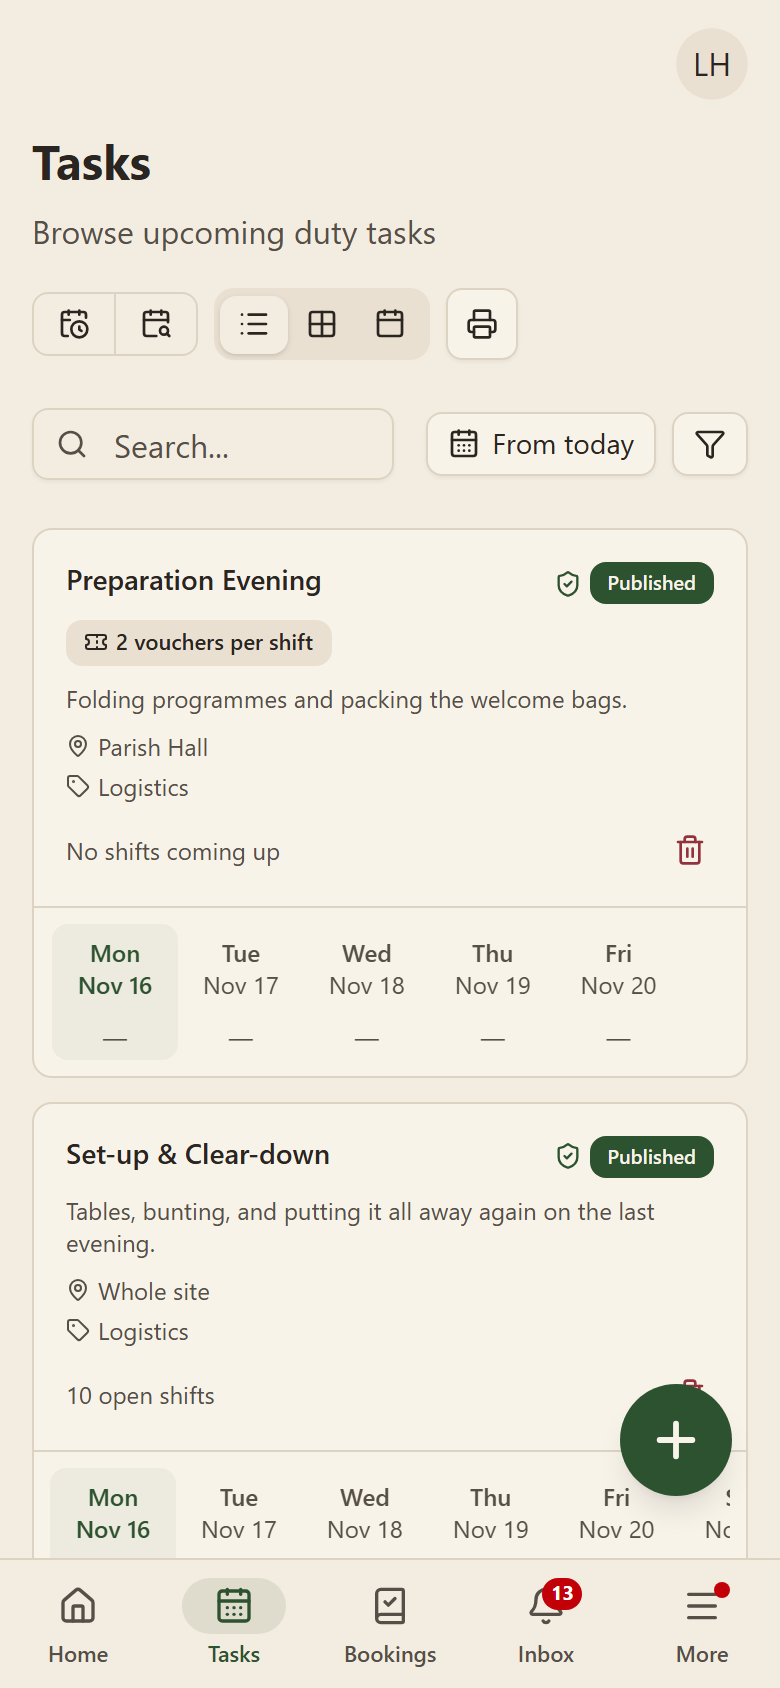 LH
Tasks
Browse upcoming duty tasks
Search...
From today
Preparation Evening
Published
2 vouchers per shift
Folding programmes and packing the welcome bags.
Parish Hall
Logistics
No shifts coming up
Mon Tue Wed Thu Fri
Nov 16 Nov 17 Nov 18 Nov 19 Nov 20
— — — — —
Set-up & Clear-down
Published
Tables, bunting, and putting it all away again on the last
evening.
Whole site
Logistics
10 open shifts
Mon Tue Wed Thu Fri
Nov 16 Nov 17 Nov 18 Nov 19 Nov 20
13
Home Tasks Bookings Inbox More